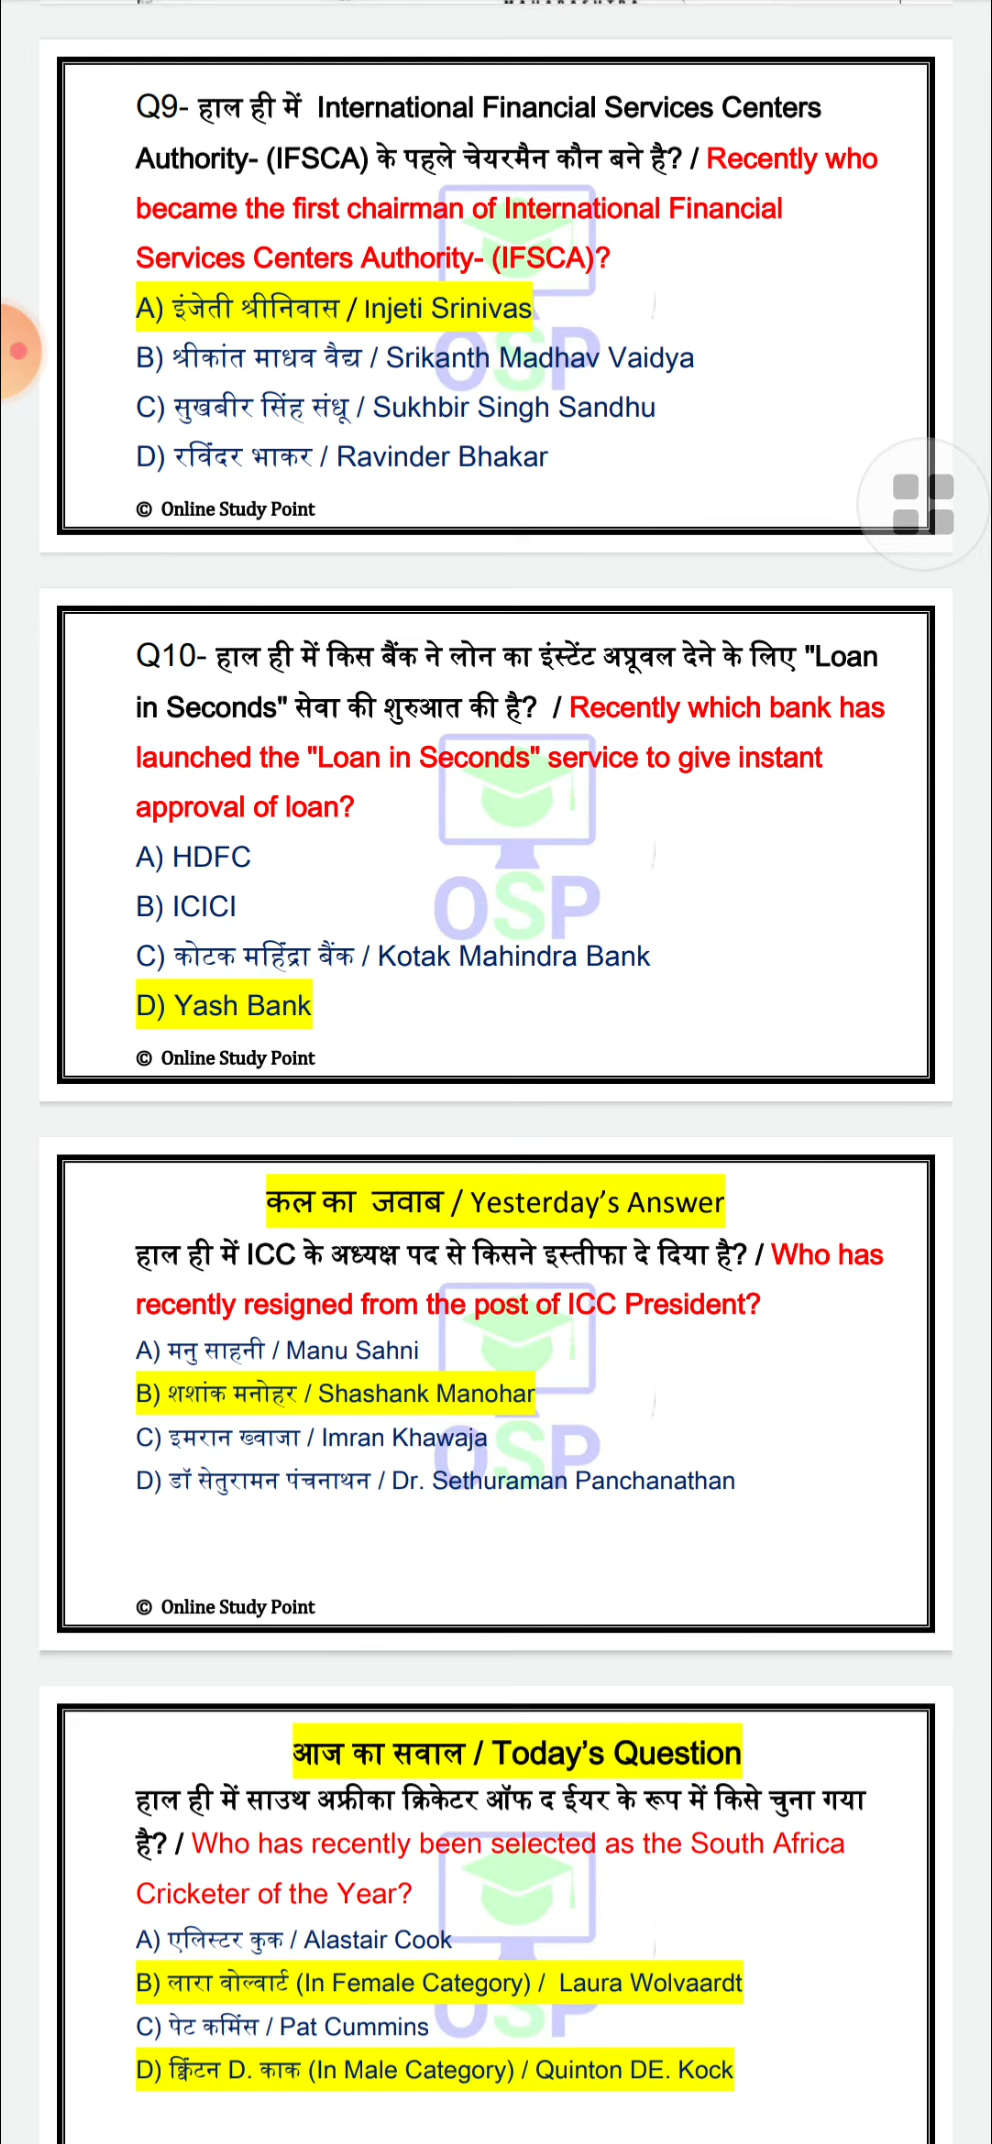 Q9- हाल ही में International Financial Services Centers
Authority- (IFSCA) के पहले चेयरमैन कौन बने है? / Recently who
became the first chairman of International Financial
Services Centers Authority- (IFSCA)?
A) इंजेती श्रीनिवास / Injeti Srinivas
B) श्रीकांत माधव वैद्य / Srikanth Madhav Vaidya
C) सुखबीर सिंह संधू / Sukhbir Singh Sandhu
D) रविंदर भाकर / Ravinder Bhakar
OSP
© Online Study Point
Q10- हाल ही में किस बैंक ने लोन का इंस्टेंट अप्रूवल देने के लिए "Loan
in Seconds" सेवा की शुरुआत की है? / Recently which bank has
launched the "Loan in Seconds" service to give instant
approval of loan?
A) HDFC
B) ICICI
C) कोटक महिंद्रा बैंक / Kotak Mahindra Bank
D) Yash Bank
OSP
© Online Study Point
कल का जवाब / Yesterday’s Answer
हाल ही में ICC के अध्यक्ष पद से किसने इस्तीफा दे दिया है? / Who has
recently resigned from the post of ICC President?
A) मनु साहनी / Manu Sahni
B) शशांक मनोहर / Shashank Manohar
C) इमरान ख्वाजा / Imran Khawaja
D) डॉ सेतुरामन पंचनाथन / Dr. Sethuraman Panchanathan
OSP
© Online Study Point
आज का सवाल / Today’s Question
हाल ही में साउथ अफ्रीका क्रिकेटर ऑफ द ईयर के रूप में किसे चुना गया
है? / Who has recently been selected as the South Africa
Cricketer of the Year?
A) एलिस्टर कुक / Alastair Cook
B) लारा वोल्वार्ट (In Female Category) / Laura Wolvaardt
C) पेट कमिंस / Pat Cummins
D) क्विंटन D. काक (In Male Category) / Quinton DE. Kock
OSP